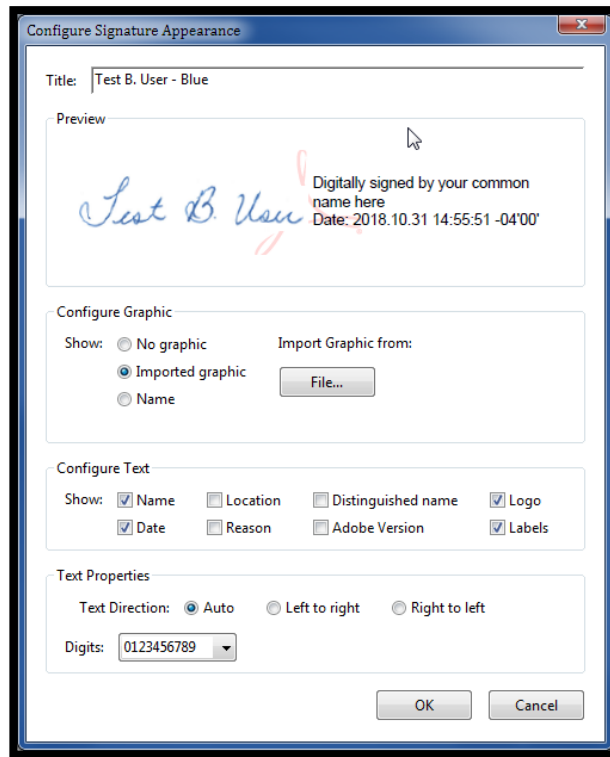 Configure Signature Appearance
Title: Test B. User - Blue
Preview
Test B. User
Digitally signed by your common
name here
Date: 2018.10.31 14:55:51 -04'00'
Configure Graphic
Show: No graphic Import Graphic from:
Imported graphic File...
Name
Configure Text
Show: Name Location Distinguished name Logo
Date Reason Adobe Version Labels
Text Properties
Text Direction: Auto Left to right Right to left
Digits: 0123456789
OK Cancel